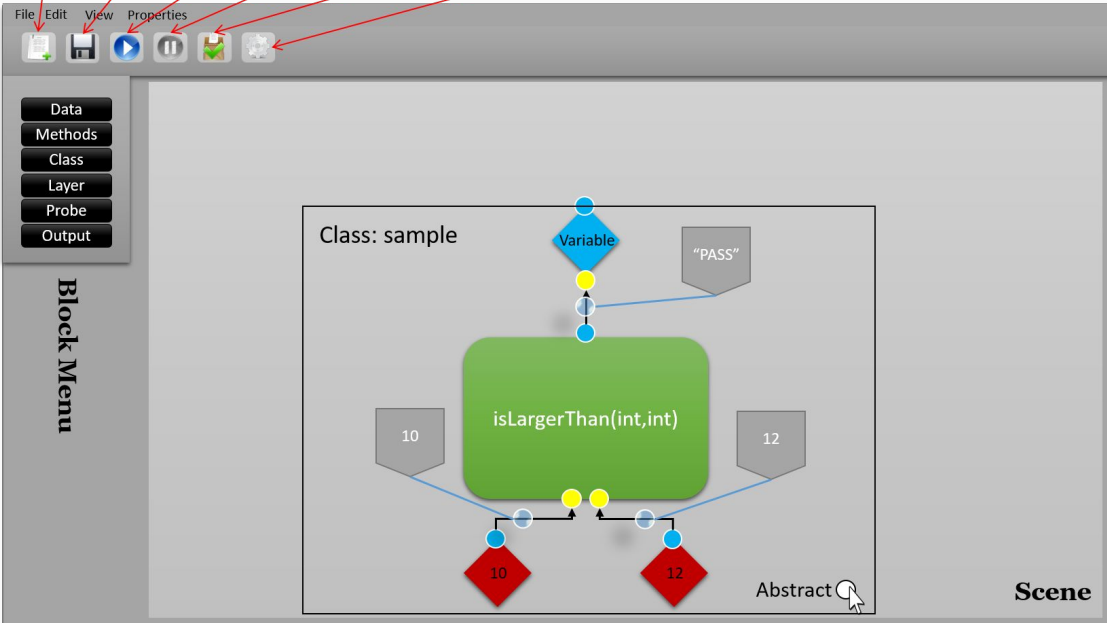 File Edit View Properties
Data
Methods
Class
Layer
Probe
Output
Block Menu
Class: sample
Variable
“PASS”
isLargerThan(int,int)
10
12
10
12
Abstract
Scene